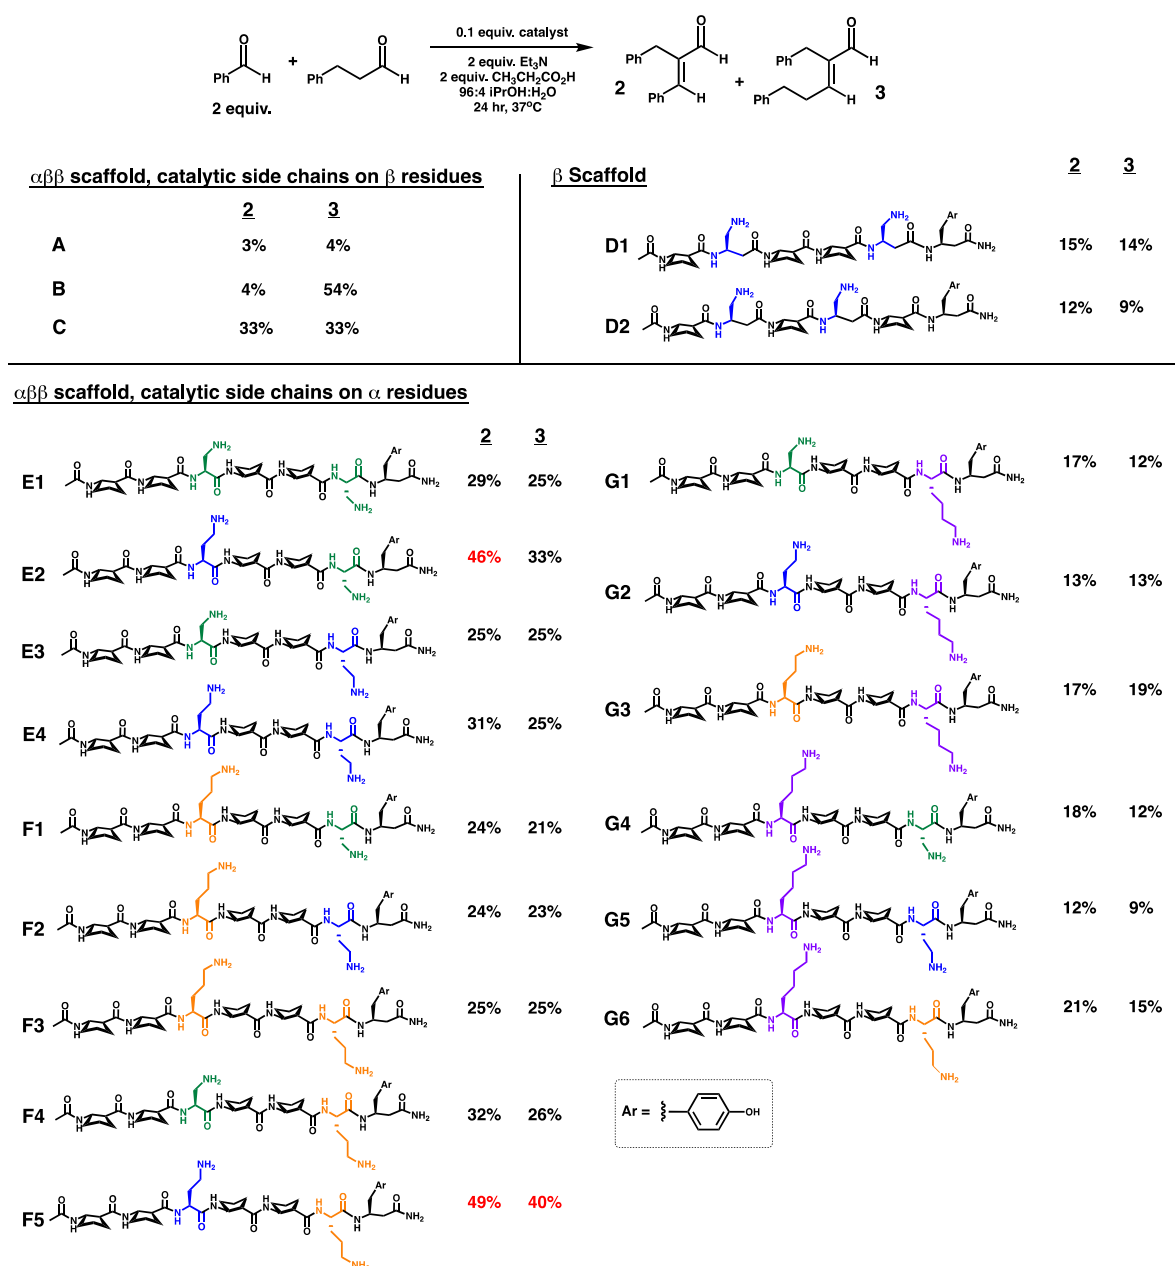 0.1 equiv. catalyst
2 equiv. Et3N
2 equiv. CH3CH2CO2H
96:4 iPrOH:H2O
24 hr, 37°C
O
Ph H
2 equiv.
+
O
Ph H
2
O
Ph H
Ph H
+
O
Ph H
Ph H
3
αββ scaffold, catalytic side chains on β residues
2 3
A 3% 4%
B 4% 54%
C 33% 33%
β Scaffold
2 3
D1 15% 14%
D2 12% 9%
αββ scaffold, catalytic side chains on α residues
2 3
E1 29% 25%
E2 46% 33%
E3 25% 25%
E4 31% 25%
F1 24% 21%
F2 24% 23%
F3 25% 25%
F4 32% 26%
F5 49% 40%
G1 17% 12%
G2 13% 13%
G3 17% 19%
G4 18% 12%
G5 12% 9%
G6 21% 15%
Ar = OH